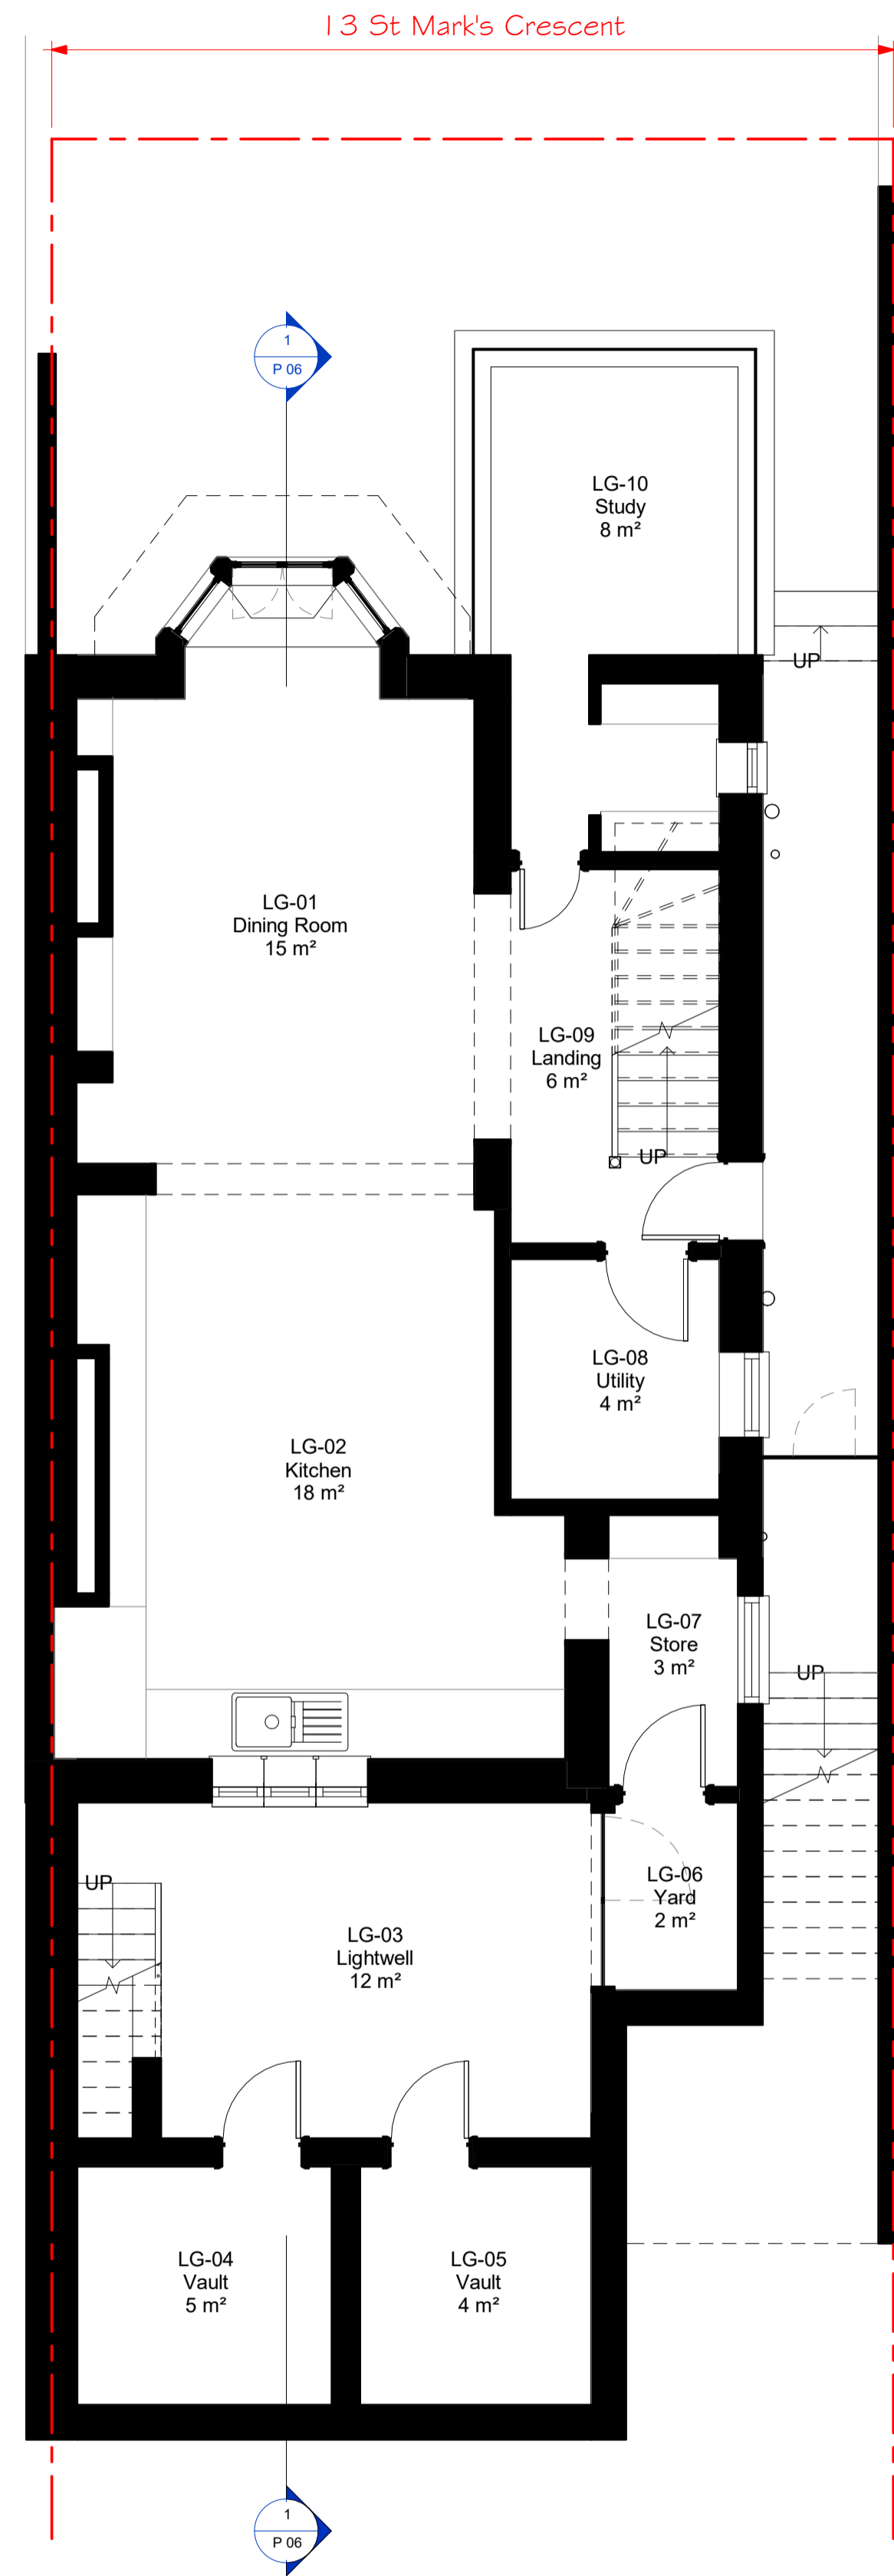 13 St Mark's Crescent
1
P 06
LG-10
Study
8 m²
UP
LG-01
Dining Room
15 m²
LG-09
Landing
6 m²
UP
LG-08
Utility
4 m²
LG-02
Kitchen
18 m²
LG-07
Store
3 m²
UP
LG-06
Yard
2 m²
UP
LG-03
Lightwell
12 m²
LG-04
Vault
5 m²
LG-05
Vault
4 m²
1
P 06